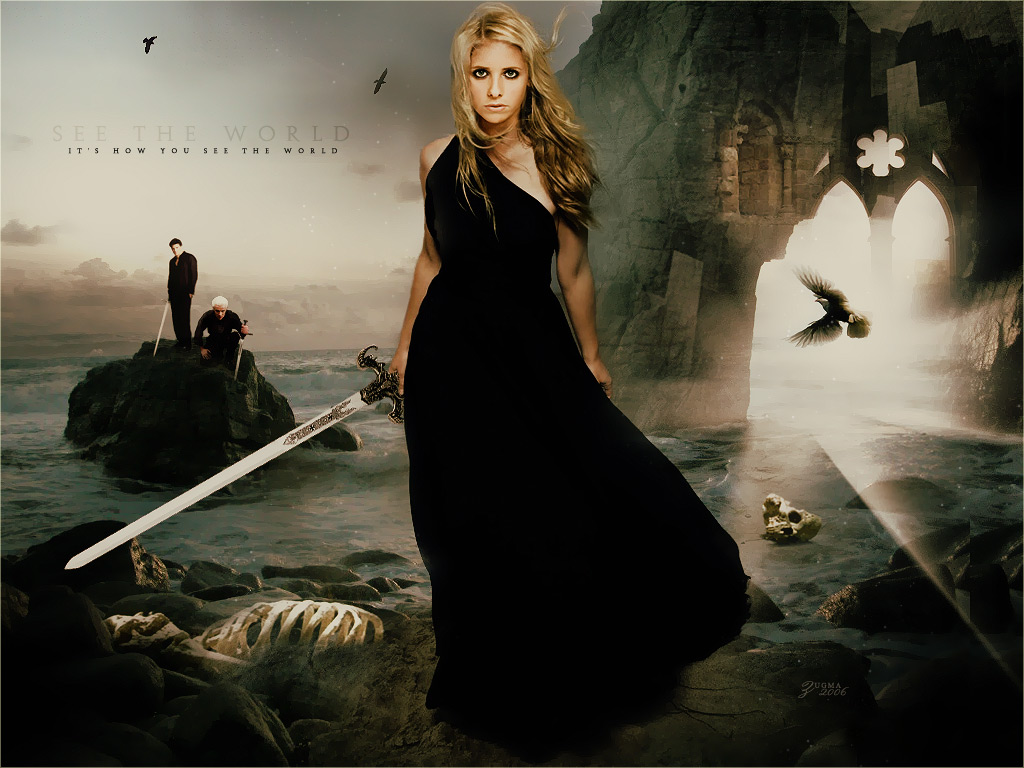 SEE THE WORLD
IT'S HOW YOU SEE THE WORLD
ZUGMA
2006